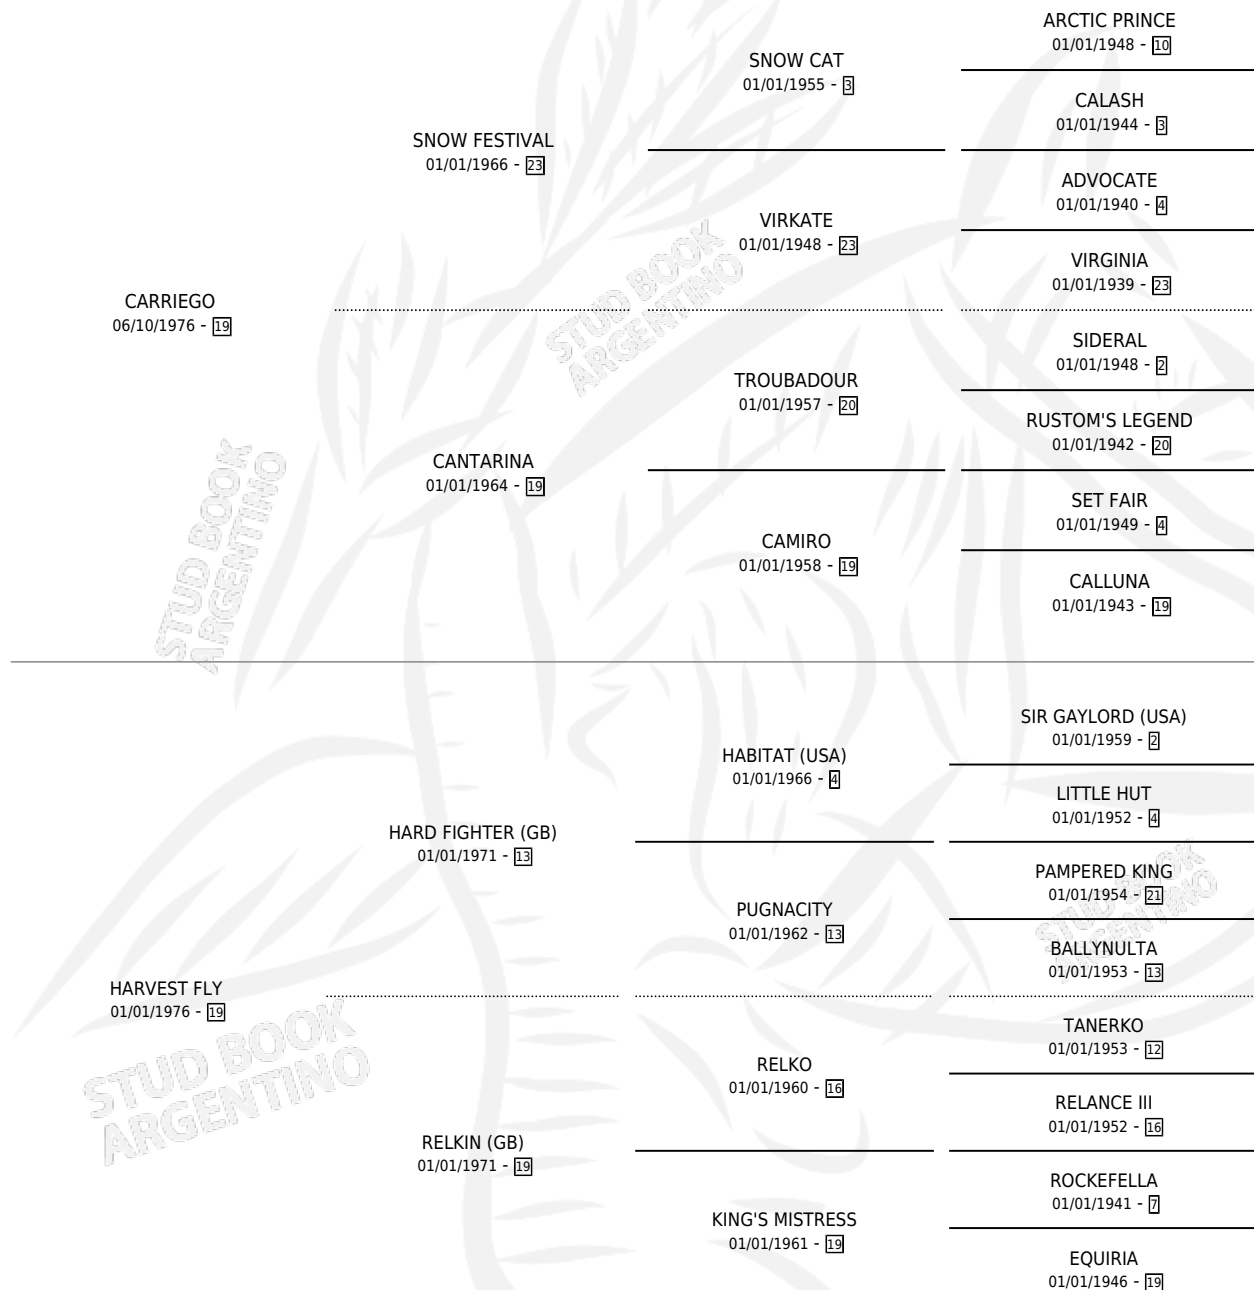 ARCTIC PRINCE
01/01/1948 - 10
SNOW CAT
01/01/1955 - 3
CALASH
01/01/1944 - 3
SNOW FESTIVAL
01/01/1966 - 23
ADVOCATE
01/01/1940 - 4
VIRKATE
01/01/1948 - 23
VIRGINIA
01/01/1939 - 23
CARRIEGO
06/10/1976 - 19
SIDERAL
01/01/1948 - 2
TROUBADOUR
01/01/1957 - 20
RUSTOM'S LEGEND
01/01/1942 - 20
CANTARINA
01/01/1964 - 19
SET FAIR
01/01/1949 - 4
CAMIRO
01/01/1958 - 19
CALLUNA
01/01/1943 - 19
STUD BOOK
ARGENTINO
STUD BOOK
ARGENTINO
SIR GAYLORD (USA)
01/01/1959 - 2
HABITAT (USA)
01/01/1966 - 4
LITTLE HUT
01/01/1952 - 4
HARD FIGHTER (GB)
01/01/1971 - 13
PAMPERED KING
01/01/1954 - 21
PUGNACITY
01/01/1962 - 13
BALLYNULTA
01/01/1953 - 13
HARVEST FLY
01/01/1976 - 19
TANERKO
01/01/1953 - 12
RELKO
01/01/1960 - 16
RELANCE III
01/01/1952 - 16
RELKIN (GB)
01/01/1971 - 19
ROCKEFELLA
01/01/1941 - 7
KING'S MISTRESS
01/01/1961 - 19
EQUIRIA
01/01/1946 - 19
STUD BOOK
ARGENTINO
STUD BOOK
ARGENTINO